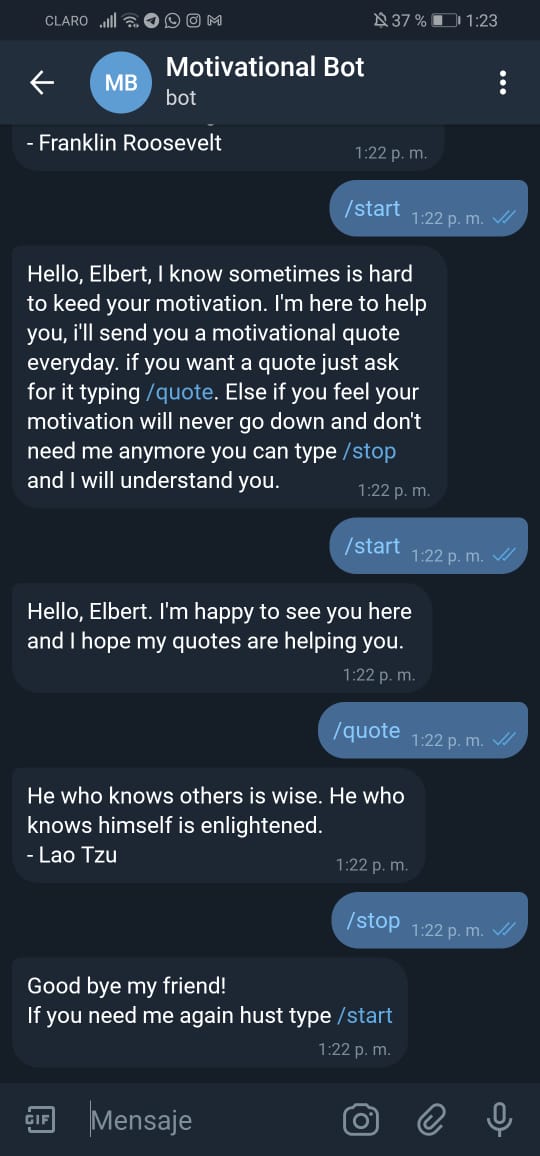 CLARO 37 % 1:23
MB
Motivational Bot
bot
- Franklin Roosevelt
1:22 p. m.
/start 1:22 p. m.
Hello, Elbert, I know sometimes is hard
to keed your motivation. I'm here to help
you, i'll send you a motivational quote
everyday. if you want a quote just ask
for it typing /quote. Else if you feel your
motivation will never go down and don't
need me anymore you can type /stop
and I will understand you.
1:22 p. m.
/start 1:22 p. m.
Hello, Elbert. I'm happy to see you here
and I hope my quotes are helping you.
1:22 p. m.
/quote 1:22 p. m.
He who knows others is wise. He who
knows himself is enlightened.
- Lao Tzu
1:22 p. m.
/stop 1:22 p. m.
Good bye my friend!
If you need me again hust type /start
1:22 p. m.
GIF Mensaje